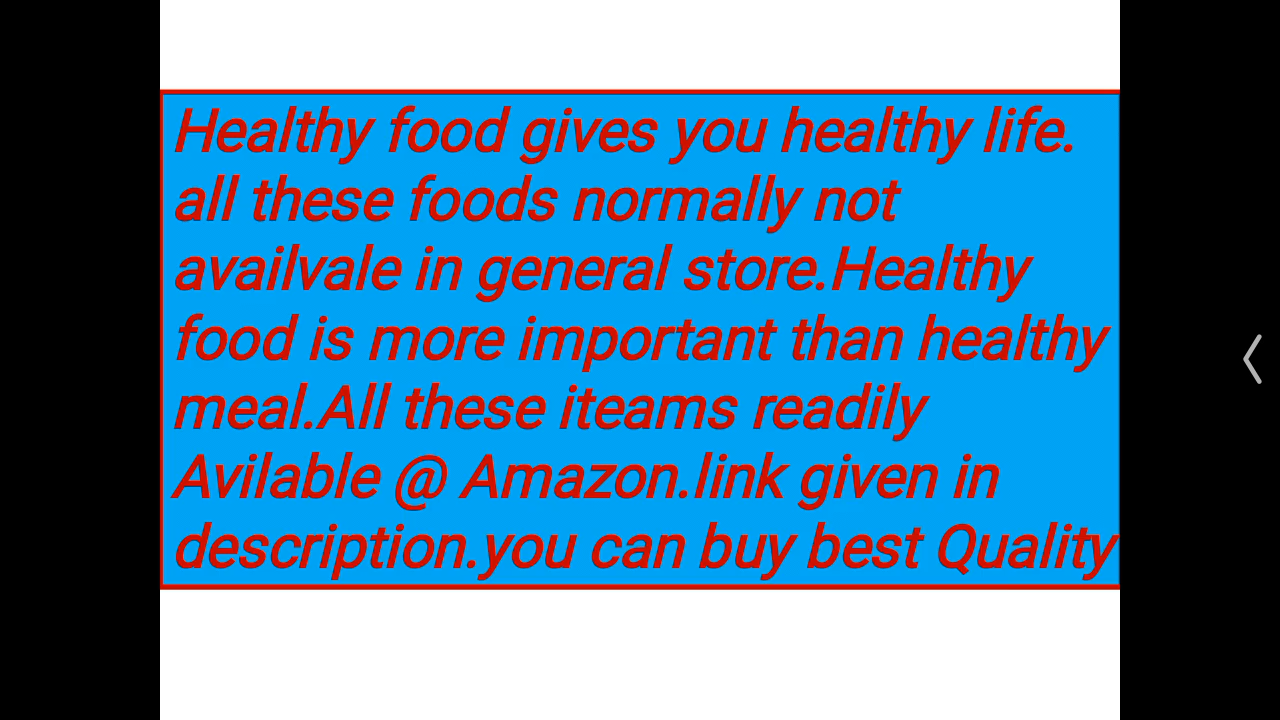 Healthy food gives you healthy life.
all these foods normally not
availvale in general store.Healthy
food is more important than healthy
meal.All these iteams readily
Avilable @ Amazon.link given in
description.you can buy best Quality